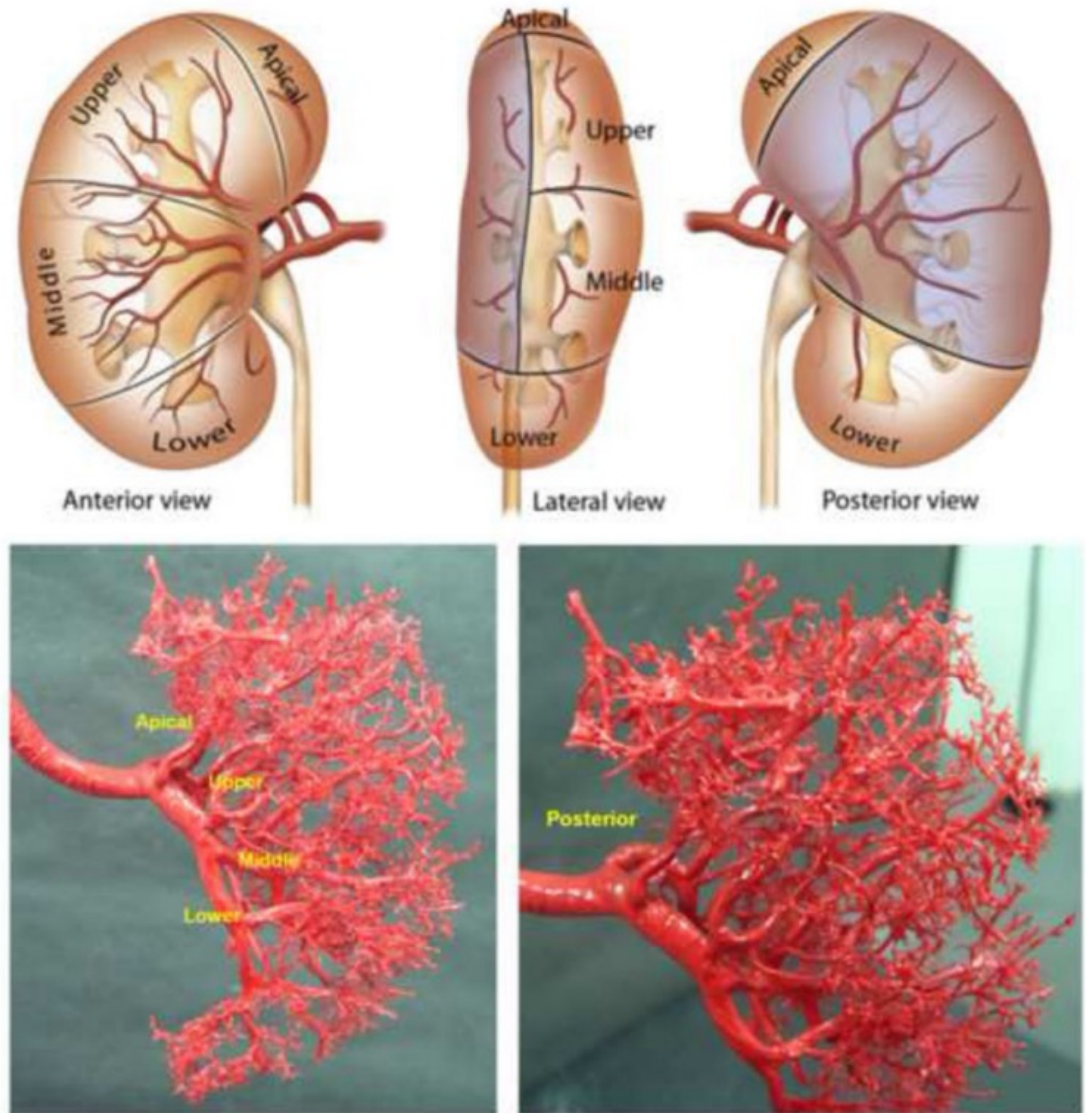 Upper
Apical
Middle
Lower
Anterior view
Apical
Upper
Middle
Lower
Lateral view
Apical
Lower
Posterior view
Apical
Upper
Middle
Lower
Posterior